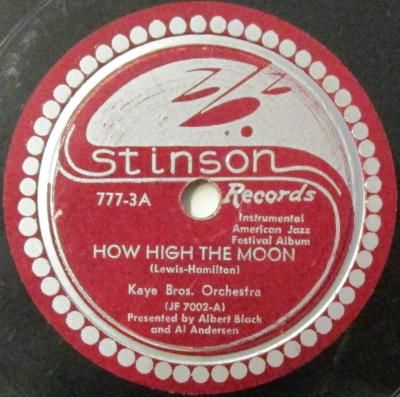 Stinson
777-3A
Records
Instrumental
American Jazz
Festival Album
HOW HIGH THE MOON
(Lewis-Hamilton)
Kaye Bros. Orchestra
(JF 7002-A)
Presented by Albert Black
and Al Andersen